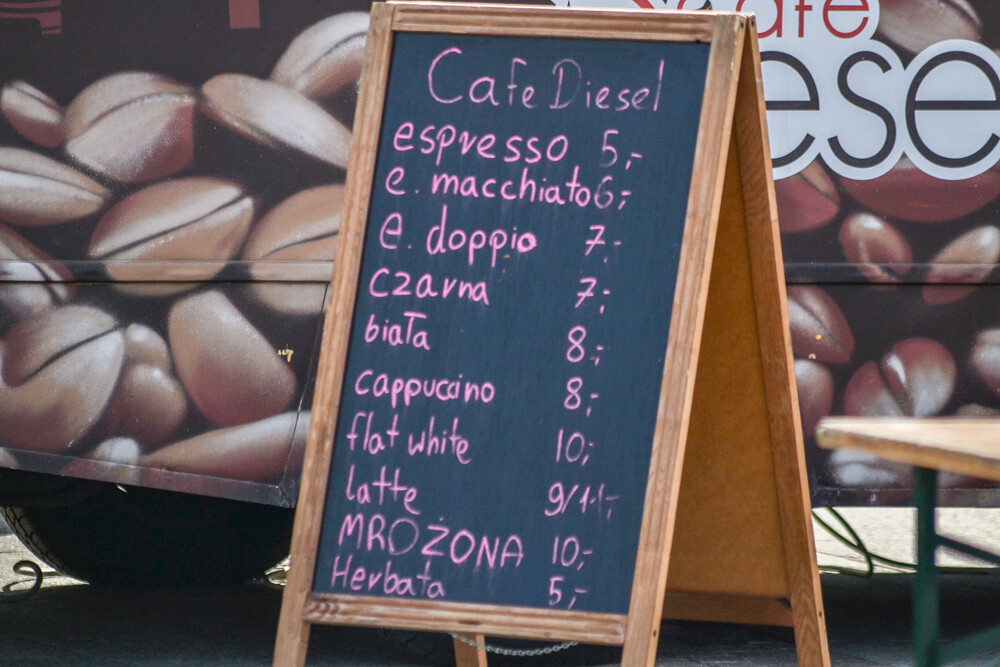 cafe
ese
Cafe Diesel
espresso 5,-
e. macchiato 6,-
e. doppio 7,-
czarna 7,-
biała 8,-
cappuccino 8,-
flat white 10,-
latte 9/11,-
MROŻONA 10,-
Herbata 5,-